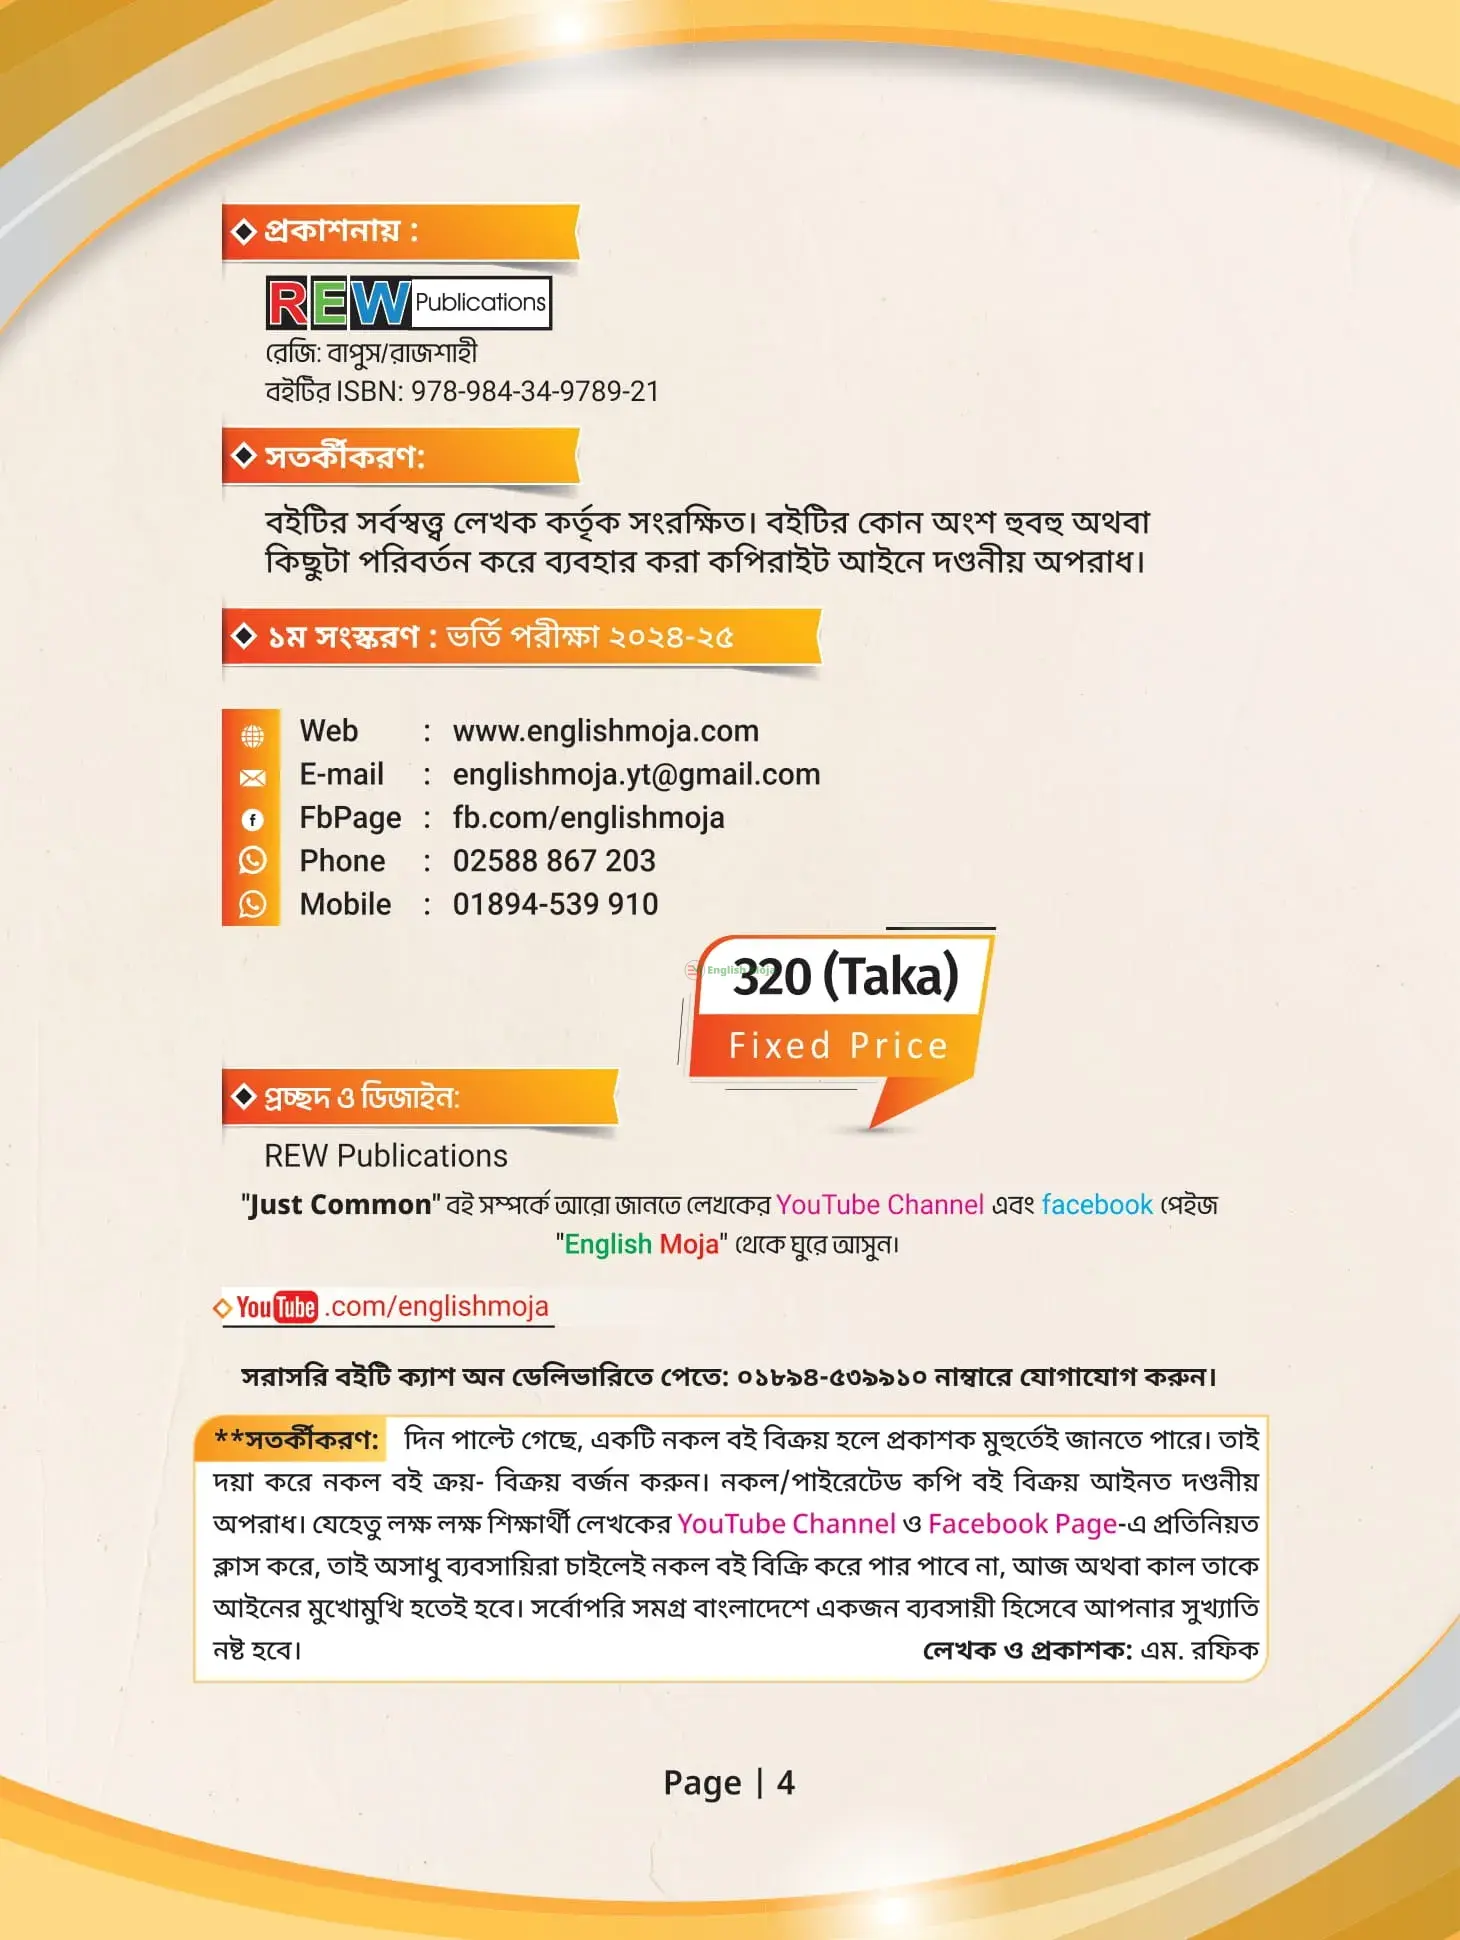 প্রকাশনায় :
REW Publications
রেজি: বাপুস/রাজশাহী
বইটির ISBN: 978-984-34-9789-21
সতর্কীকরণ:
বইটির সর্বস্বত্ত্ব লেখক কর্তৃক সংরক্ষিত। বইটির কোন অংশ হুবহু অথবা
কিছুটা পরিবর্তন করে ব্যবহার করা কপিরাইট আইনে দণ্ডনীয় অপরাধ।
১ম সংস্করণ : ভর্তি পরীক্ষা ২০২৪-২৫
Web : www.englishmoja.com
E-mail : englishmoja.yt@gmail.com
FbPage : fb.com/englishmoja
Phone : 02588 867 203
Mobile : 01894-539 910
English Moja
320 (Taka)
Fixed Price
প্রচ্ছদ ও ডিজাইন:
REW Publications
"Just Common" বই সম্পর্কে আরো জানতে লেখকের YouTube Channel এবং facebook পেইজ
"English Moja" থেকে ঘুরে আসুন।
YouTube .com/englishmoja
সরাসরি বইটি ক্যাশ অন ডেলিভারিতে পেতে: ০১৮৯৪-৫৩৯৯১০ নাম্বারে যোগাযোগ করুন।
**সতর্কীকরণ: দিন পাল্টে গেছে, একটি নকল বই বিক্রয় হলে প্রকাশক মুহুর্তেই জানতে পারে। তাই
দয়া করে নকল বই ক্রয়- বিক্রয় বর্জন করুন। নকল/পাইরেটেড কপি বই বিক্রয় আইনত দণ্ডনীয়
অপরাধ। যেহেতু লক্ষ লক্ষ শিক্ষার্থী লেখকের YouTube Channel ও Facebook Page-এ প্রতিনিয়ত
ক্লাস করে, তাই অসাধু ব্যবসায়িরা চাইলেই নকল বই বিক্রি করে পার পাবে না, আজ অথবা কাল তাকে
আইনের মুখোমুখি হতেই হবে। সর্বোপরি সমগ্র বাংলাদেশে একজন ব্যবসায়ী হিসেবে আপনার সুখ্যাতি
নষ্ট হবে। লেখক ও প্রকাশক: এম. রফিক
Page | 4